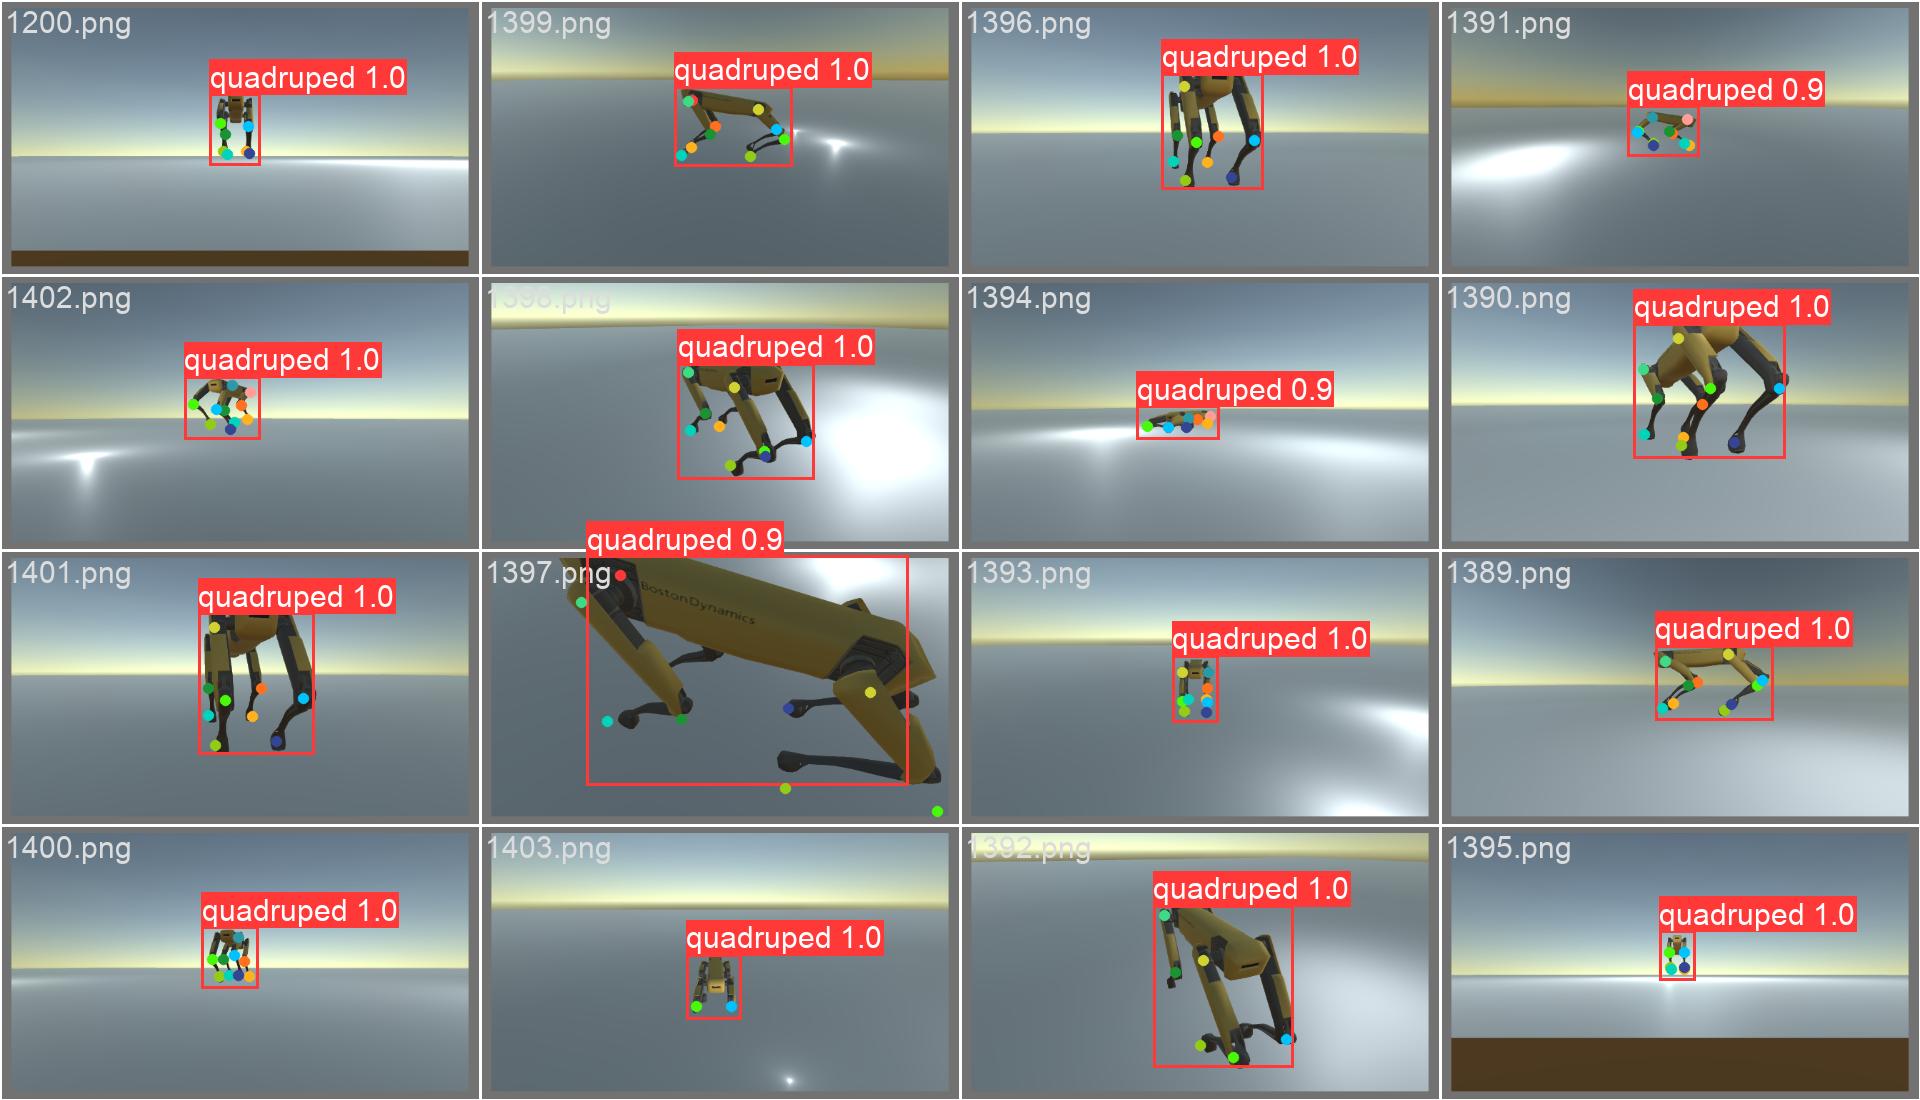 1200.png
quadruped 1.0
1399.png
quadruped 1.0
1396.png
quadruped 1.0
1391.png
quadruped 0.9
1402.png
quadruped 1.0
1398.png
quadruped 1.0
1394.png
quadruped 0.9
1390.png
quadruped 1.0
1401.png
quadruped 1.0
1397.png
quadruped 0.9
BostonDynamics
1393.png
quadruped 1.0
1389.png
quadruped 1.0
1400.png
quadruped 1.0
1403.png
quadruped 1.0
1392.png
quadruped 1.0
1395.png
quadruped 1.0